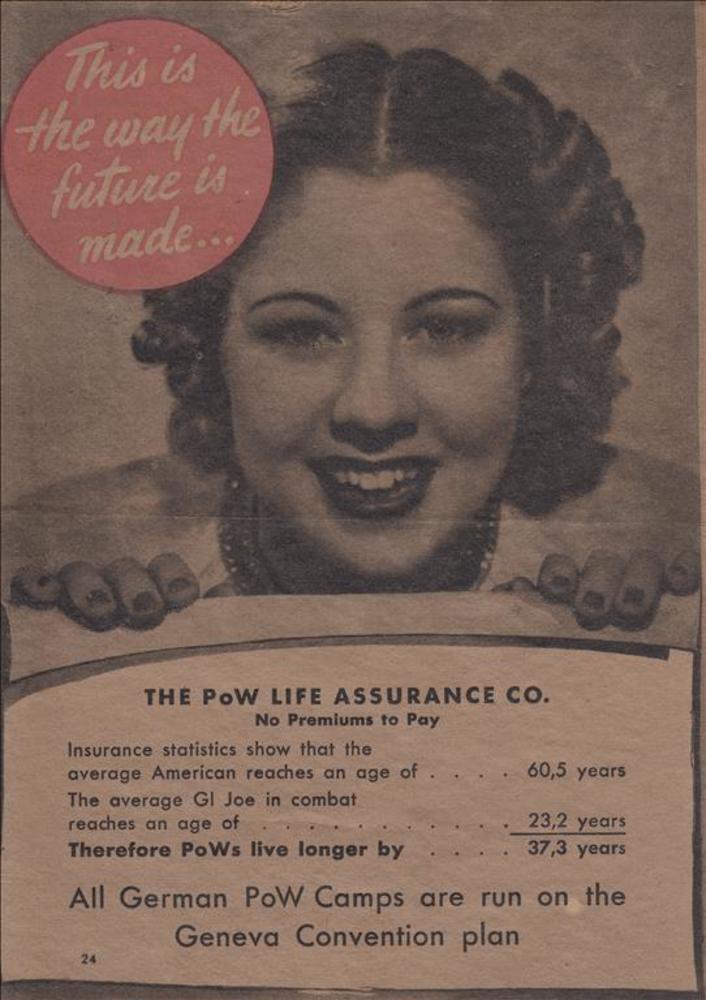 This is
the way the
future is
made...
THE PoW LIFE ASSURANCE CO.
No Premiums to Pay
Insurance statistics show that the
average American reaches an age of . . . . 60,5 years
The average GI Joe in combat
reaches an age of . . . . . . . . . . . 23,2 years
Therefore PoWs live longer by . . . . 37,3 years
All German PoW Camps are run on the
Geneva Convention plan
24